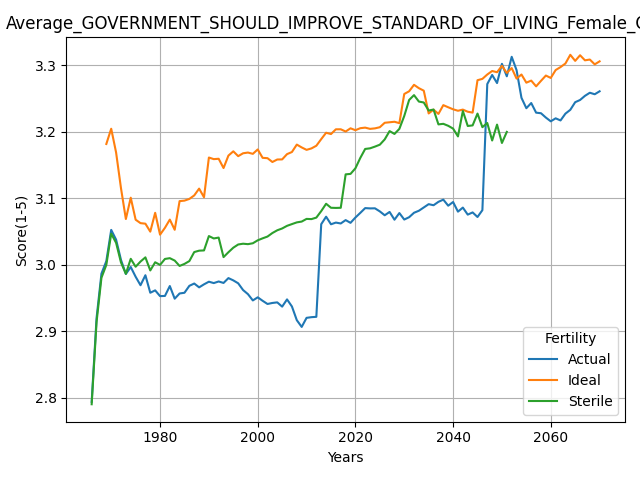 Average_GOVERNMENT_SHOULD_IMPROVE_STANDARD_OF_LIVING_Female_
Score(1-5)
3.3
3.2
3.1
3.0
2.9
2.8
1980 2000 2020 2040 2060
Years
Fertility
Actual
Ideal
Sterile